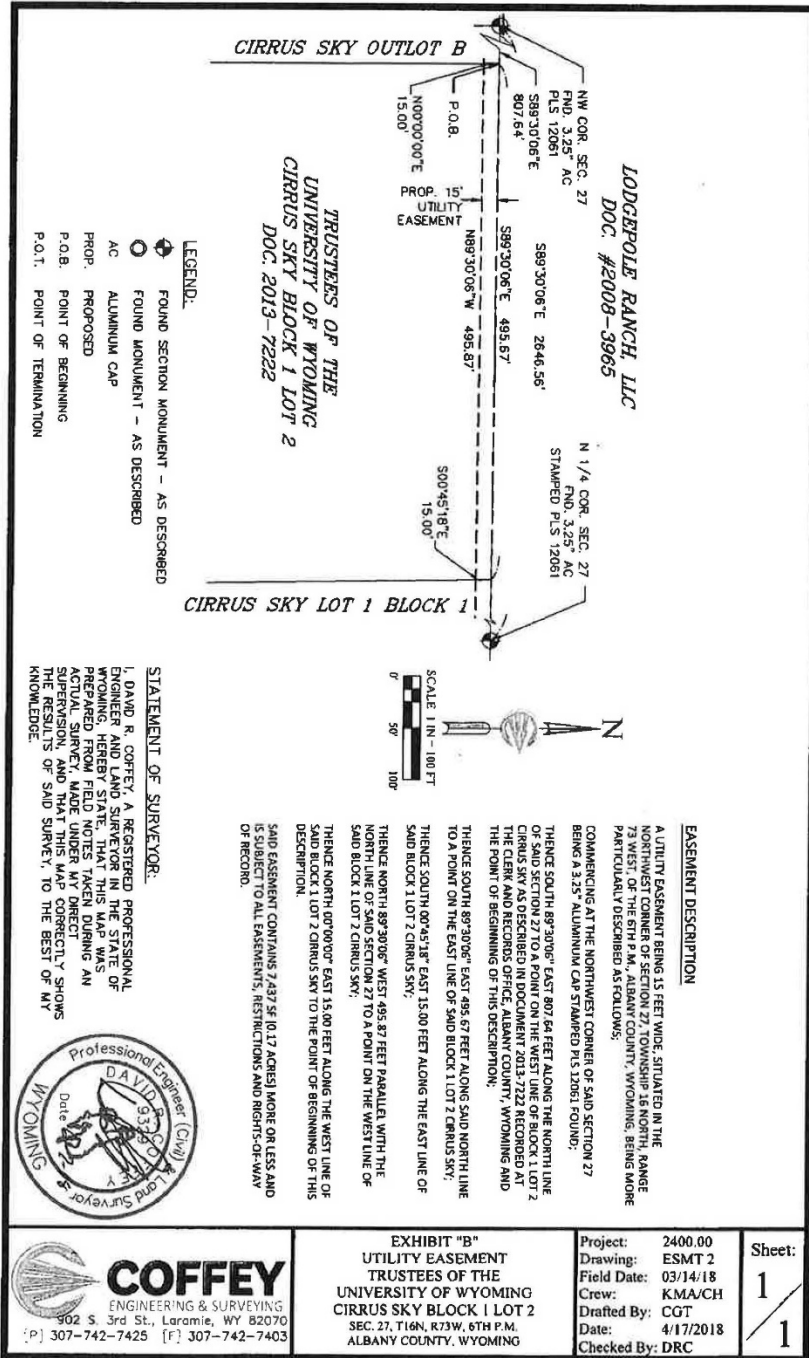 LODGEPOLE RANCH, LLC
DOC. #2008-3965
NW COR. SEC. 27
FND. 3.25" AC
PLS 12061
S89°30'06"E
807.64'
P.O.B.
N00°00'00"E
15.00'
CIRRUS SKY OUTLOT B
S89°30'06"E 2646.56'
S89°30'06"E 495.67'
N89°30'06"W 495.87'
PROP. 15'
UTILITY
EASEMENT
N 1/4 COR. SEC. 27
FND. 3.25" AC
STAMPED PLS 12061
S00°45'18"E
15.00'
CIRRUS SKY LOT 1 BLOCK 1
TRUSTEES OF THE
UNIVERSITY OF WYOMING
CIRRUS SKY BLOCK 1 LOT 2
DOC. 2013-7222
LEGEND:
FOUND SECTION MONUMENT - AS DESCRIBED
FOUND MONUMENT - AS DESCRIBED
AC ALUMINUM CAP
PROP. PROPOSED
P.O.B. POINT OF BEGINNING
P.O.T. POINT OF TERMINATION
N
SCALE 1 IN - 100 FT
0' 50' 100'
EASEMENT DESCRIPTION
A UTILITY EASEMENT BEING 15 FEET WIDE, SITUATED IN THE
NORTHWEST CORNER OF SECTION 27, TOWNSHIP 16 NORTH, RANGE
73 WEST, OF THE 6TH P.M., ALBANY COUNTY, WYOMING, BEING MORE
PARTICULARLY DESCRIBED AS FOLLOWS;
COMMENCING AT THE NORTHWEST CORNER OF SAID SECTION 27
BEING A 3.25" ALUMINUM CAP STAMPED PLS 12061 FOUND;
THENCE SOUTH 89°30'06" EAST 807.64 FEET ALONG THE NORTH LINE
OF SAID SECTION 27 TO A POINT ON THE WEST LINE OF BLOCK 1 LOT 2
CIRRUS SKY AS DESCRIBED IN DOCUMENT 2013-7222 RECORDED AT
THE CLERK AND RECORDS OFFICE, ALBANY COUNTY, WYOMING AND
THE POINT OF BEGINNING OF THIS DESCRIPTION;
THENCE SOUTH 89°30'06" EAST 495.67 FEET ALONG SAID NORTH LINE
TO A POINT ON THE EAST LINE OF SAID BLOCK 1 LOT 2 CIRRUS SKY;
THENCE SOUTH 00°45'18" EAST 15.00 FEET ALONG THE EAST LINE OF
SAID BLOCK 1 LOT 2 CIRRUS SKY;
THENCE NORTH 89°30'06" WEST 495.87 FEET PARALLEL WITH THE
NORTH LINE OF SAID SECTION 27 TO A POINT ON THE WEST LINE OF
SAID BLOCK 1 LOT 2 CIRRUS SKY;
THENCE NORTH 00°00'00" EAST 15.00 FEET ALONG THE WEST LINE OF
SAID BLOCK 1 LOT 2 CIRRUS SKY TO THE POINT OF BEGINNING OF THIS
DESCRIPTION.
SAID EASEMENT CONTAINS 7,437 SF [0.17 ACRES] MORE OR LESS AND
IS SUBJECT TO ALL EASEMENTS, RESTRICTIONS AND RIGHTS-OF-WAY
OF RECORD.
STATEMENT OF SURVEYOR:
I, DAVID R. COFFEY, A REGISTERED PROFESSIONAL
ENGINEER AND LAND SURVEYOR IN THE STATE OF
WYOMING, HEREBY STATE, THAT THIS MAP WAS
PREPARED FROM FIELD NOTES TAKEN DURING AN
ACTUAL SURVEY, MADE UNDER MY DIRECT
SUPERVISION, AND THAT THIS MAP CORRECTLY SHOWS
THE RESULTS OF SAID SURVEY, TO THE BEST OF MY
KNOWLEDGE.
Professional Engineer (Civil) & Land Surveyor
DAVID R. COFFEY
Date
WYOMING
COFFEY
ENGINEERING & SURVEYING
902 S. 3rd St., Laramie, WY 82070
[P] 307-742-7425 [F] 307-742-7403
EXHIBIT "B"
UTILITY EASEMENT
TRUSTEES OF THE
UNIVERSITY OF WYOMING
CIRRUS SKY BLOCK 1 LOT 2
SEC. 27, T16N, R73W, 6TH P.M.
ALBANY COUNTY, WYOMING
Project: 2400.00
Drawing: ESMT 2
Field Date: 03/14/18
Crew: KMA/CH
Drafted By: CGT
Date: 4/17/2018
Checked By: DRC
Sheet:
1/1